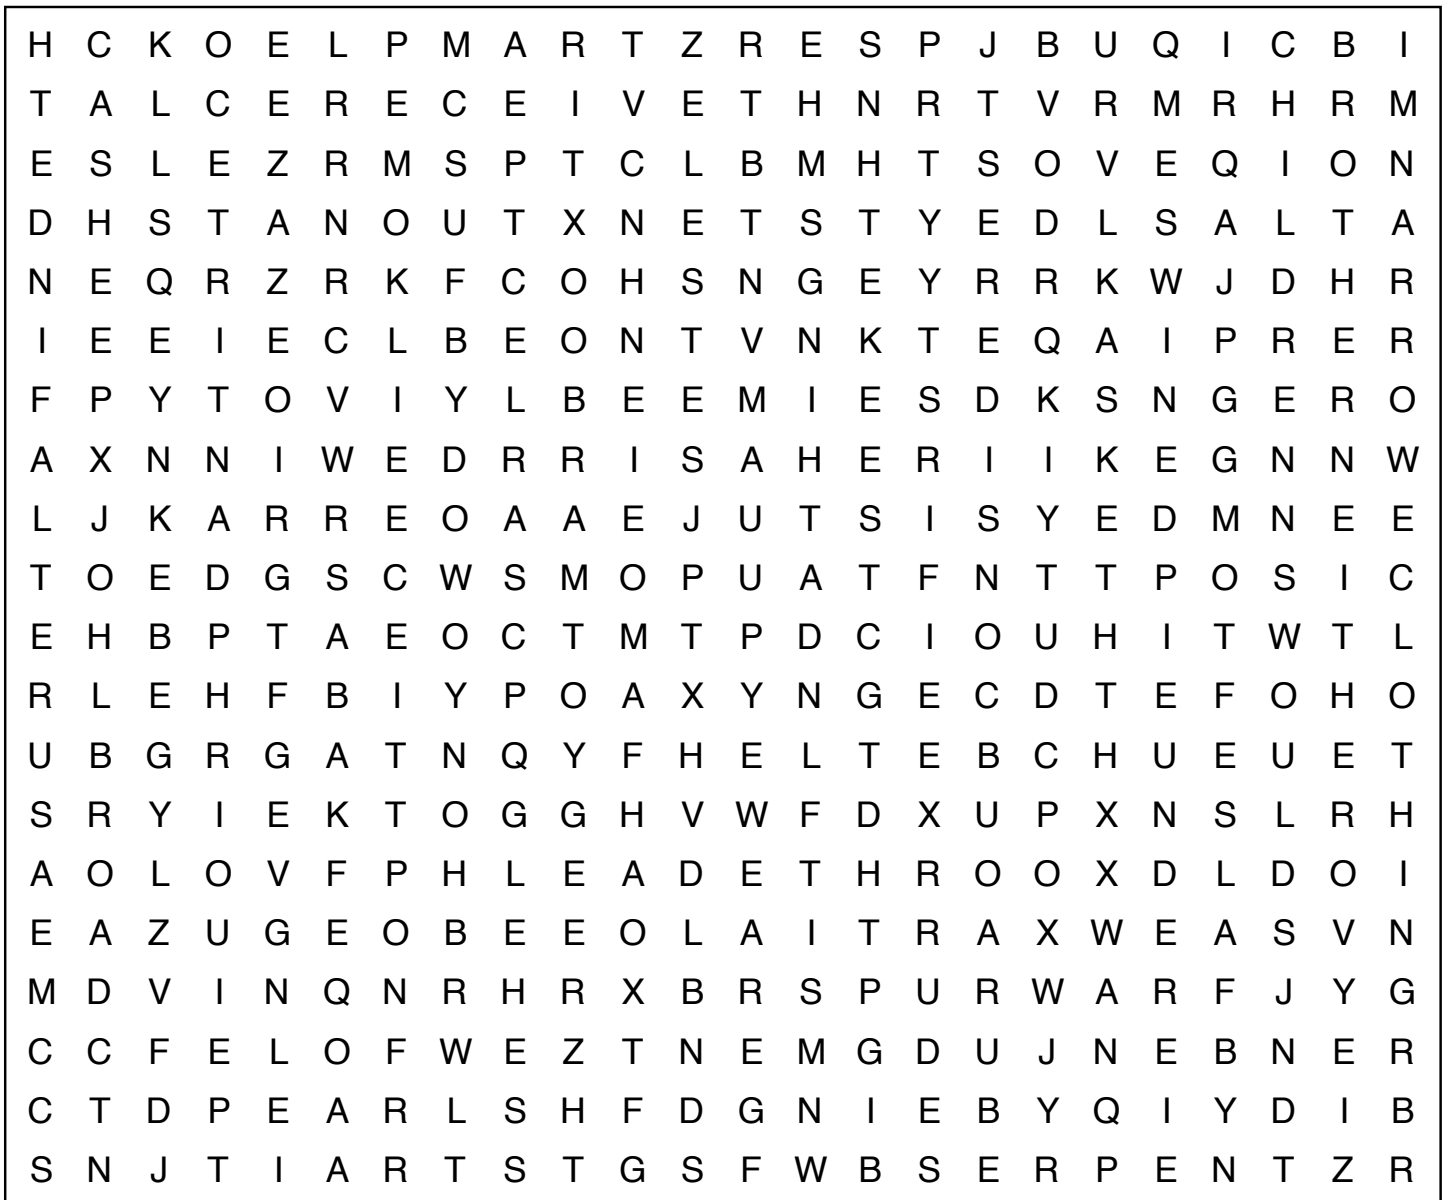 H C K O E L P M A R T Z R E S P J B U Q I C B I
T A L C E R E C E I V E T H N R T V R M R H R M
E S L E Z R M S P T C L B M H T S O V E Q I O N
D H S T A N O U T X N E T S T Y E D L S A L T A
N E Q R Z R K F C O H S N G E Y R R K W J D H R
I E E I E C L B E O N T V N K T E Q A I P R E R
F P Y T O V I Y L B E E M I E S D K S N G E R O
A X N N I W E D R R I S A H E R I I K E G N N W
L J K A R R E O A A E J U T S I S Y E D M N E E
T O E D G S C W S M O P U A T F N T T P O S I C
E H B P T A E O C T M T P D C I O U H I T W T L
R L E H F B I Y P O A X Y N G E C D T E F O H O
U B G R G A T N Q Y F H E L T E B C H U E U E T
S R Y I E K T O G G H V W F D X U P X N S L R H
A O L O V F P H L E A D E T H R O O X D L D O I
E A Z U G E O B E E O L A I T R A X W E A S V N
M D V I N Q N R H R X B R S P U R W A R F J Y G
C C F E L O F W E Z T N E M G D U J N E B N E R
C T D P E A R L S H F D G N I E B Y Q I Y D I B
S N J T I A R T S T G S F W B S E R P E N T Z R